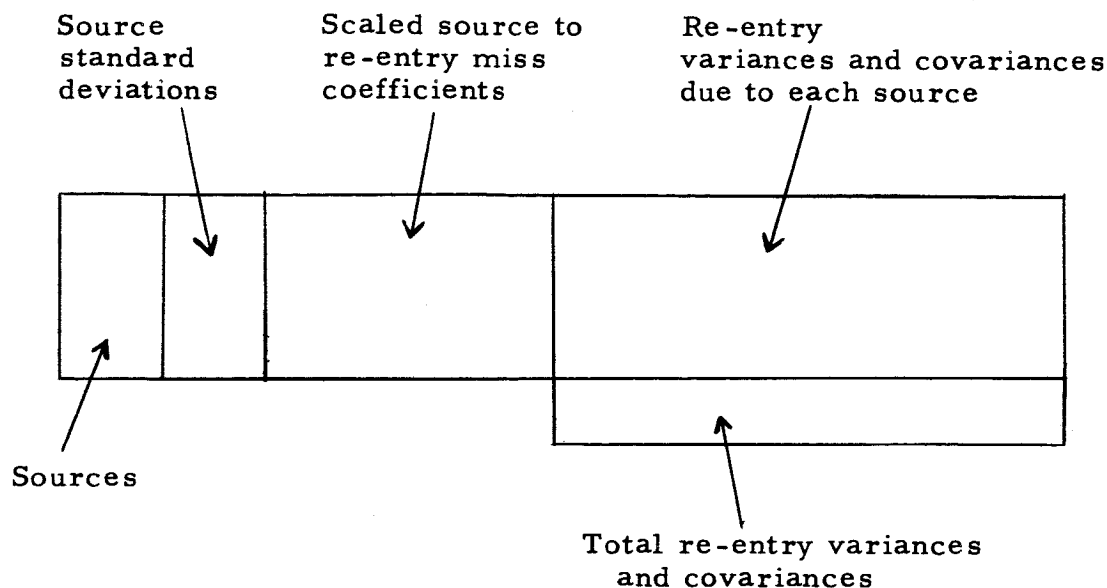 Source
standard
deviations
Scaled source to
re-entry miss
coefficients
Re-entry
variances and covariances
due to each source
Sources
Total re-entry variances
and covariances